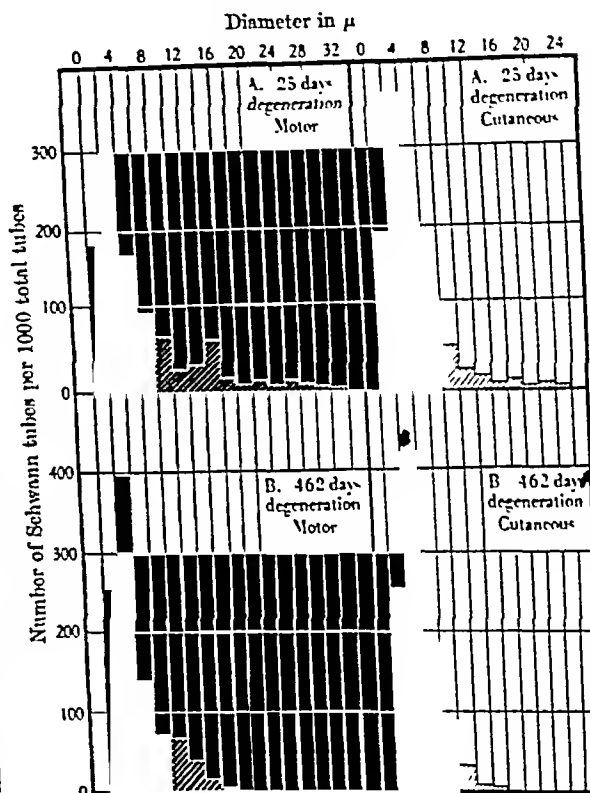 Diameter in μ
0 4 8 12 16 20 24 28 32 0 4 8 12 16 20 24
A. 25 days
degeneration
Motor
A. 25 days
degeneration
Cutaneous
300
200
100
0
Number of Schwann tubes per 1000 total tubes
B. 462 days
degeneration
Motor
B 462 days
degeneration
Cutaneous
400
300
200
100
0